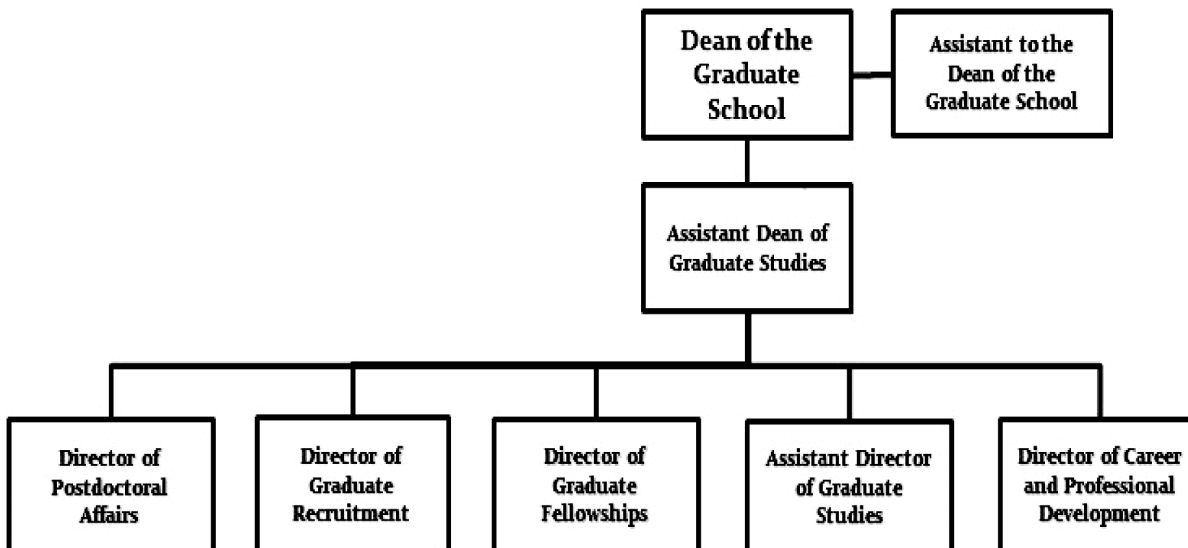 Dean of the
Graduate
School
Assistant to the
Dean of the
Graduate School
Assistant Dean of
Graduate Studies
Director of
Postdoctoral
Affairs
Director of
Graduate
Recruitment
Director of
Graduate
Fellowships
Assistant Director
of Graduate
Studies
Director of Career
and Professional
Development